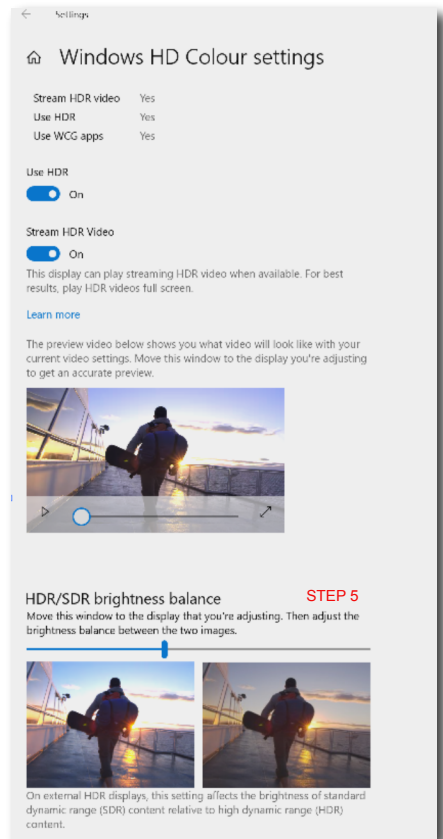 Settings
Windows HD Colour settings
Stream HDR video Yes
Use HDR Yes
Use WCG apps Yes
Use HDR
On
Stream HDR Video
On
This display can play streaming HDR video when available. For best
results, play HDR videos full screen.
Learn more
The preview video below shows you what video will look like with your
current video settings. Move this window to the display you're adjusting
to get an accurate preview.
HDR/SDR brightness balance STEP 5
Move this window to the display that you're adjusting. Then adjust the
brightness balance between the two images.
On external HDR displays, this setting affects the brightness of standard
dynamic range (SDR) content relative to high dynamic range (HDR)
content.